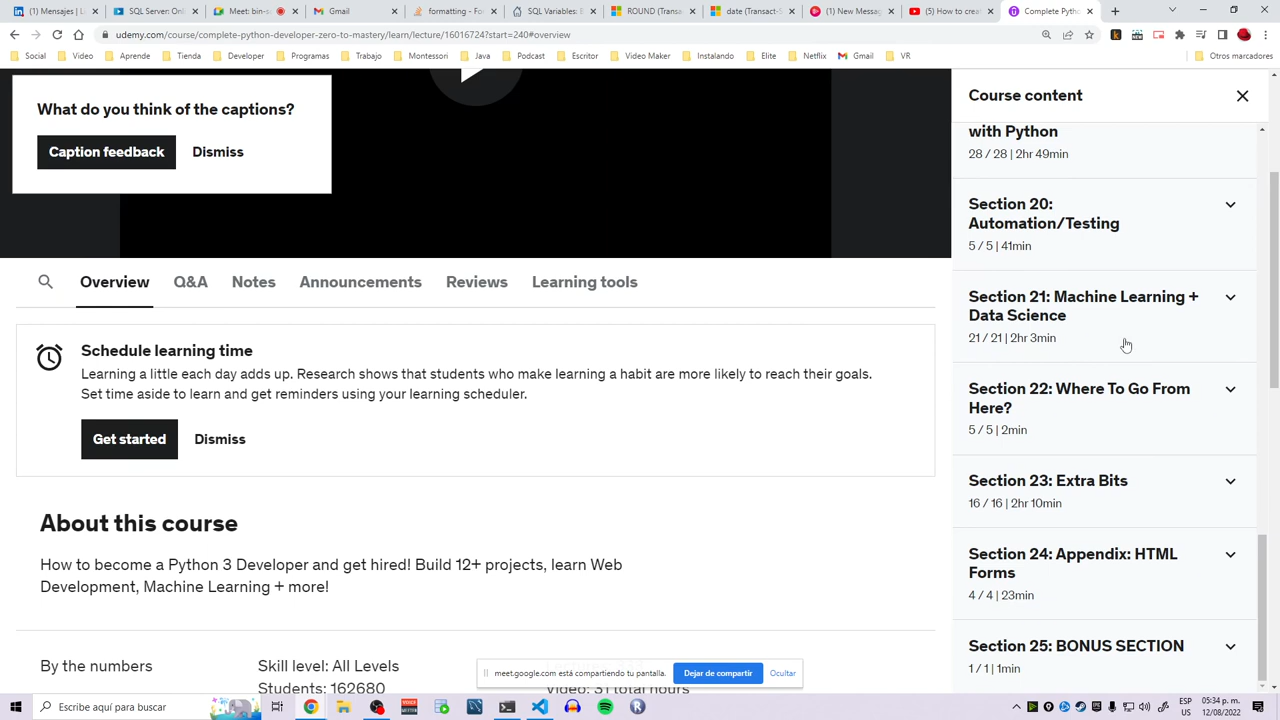 Mensajes | L
SQL Server: Onli
Meet: bin-s
Gmail
formatting - For
SQL Variables: B
ROUND (Transac
date (Transact-S
(1) New Messag
(5) How to creat
Complete Pytho
udemy.com/course/complete-python-developer-zero-to-mastery/learn/lecture/16016724?start=240#overview
Social
Video
Aprende
Tienda
Developer
Programas
Trabajo
Montessori
Java
Podcast
Escritor
Video Maker
Instalando
Elite
Netflix
Gmail
VR
Otros marcadores
What do you think of the captions?
Caption feedback
Dismiss
Overview
Q&A
Notes
Announcements
Reviews
Learning tools
Schedule learning time
Learning a little each day adds up. Research shows that students who make learning a habit are more likely to reach their goals.
Set time aside to learn and get reminders using your learning scheduler.
Get started
Dismiss
About this course
How to become a Python 3 Developer and get hired! Build 12+ projects, learn Web
Development, Machine Learning + more!
By the numbers
Skill level: All Levels
Students: 162680
Video: 31 total hours
Course content
with Python
28 / 28 | 2hr 49min
Section 20:
Automation/Testing
5 / 5 | 41min
Section 21: Machine Learning +
Data Science
21 / 21 | 2hr 3min
Section 22: Where To Go From
Here?
5 / 5 | 2min
Section 23: Extra Bits
16 / 16 | 2hr 10min
Section 24: Appendix: HTML
Forms
4 / 4 | 23min
Section 25: BONUS SECTION
1 / 1 | 1min
meet.google.com está compartiendo tu pantalla.
Dejar de compartir
Ocultar
Escribe aquí para buscar
ESP
US
05:34 p. m.
12/08/2022